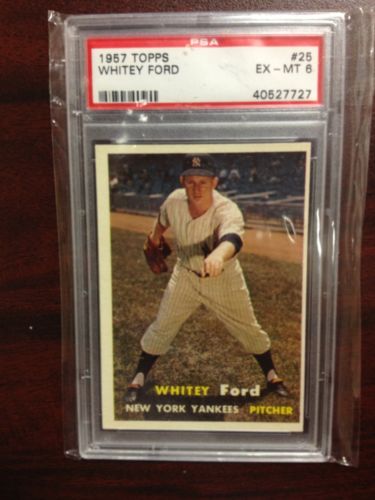 PSA
1957 TOPPS #25
WHITEY FORD EX - MT 6
40527727
WHITEY Ford
NEW YORK YANKEES PITCHER